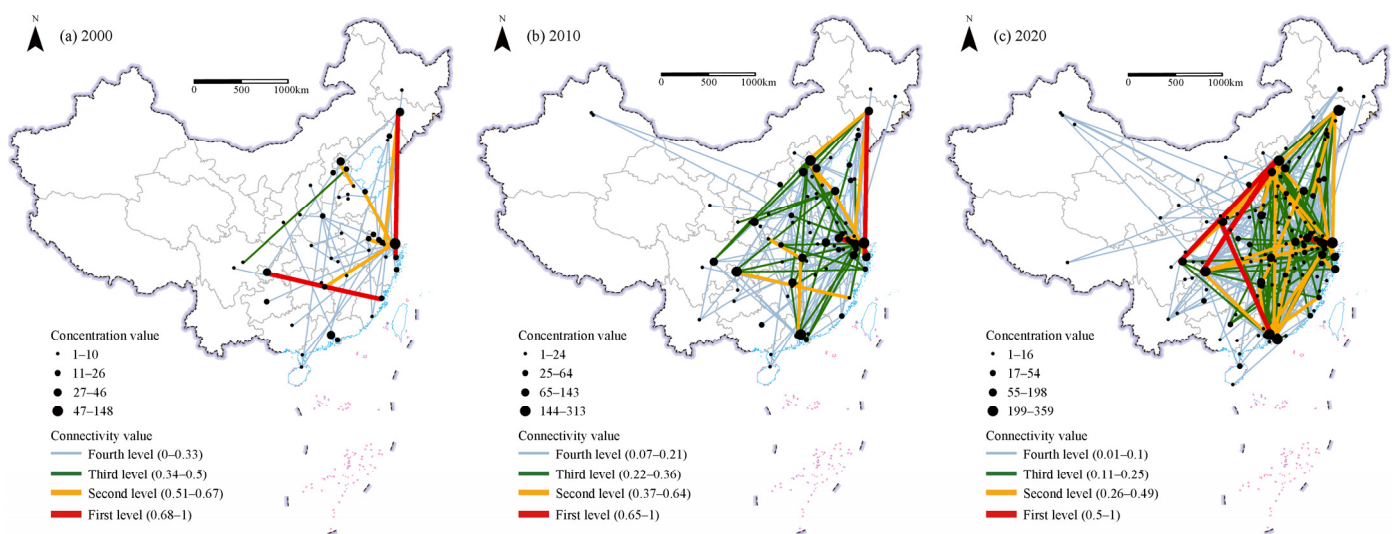 N
(a) 2000
0 500 1000km
Concentration value
1–10
11–26
27–46
47–148
Connectivity value
Fourth level (0–0.33)
Third level (0.34–0.5)
Second level (0.51–0.67)
First level (0.68–1)
N
(b) 2010
0 500 1000km
Concentration value
1–24
25–64
65–143
144–313
Connectivity value
Fourth level (0.07–0.21)
Third level (0.22–0.36)
Second level (0.37–0.64)
First level (0.65–1)
N
(c) 2020
0 500 1000km
Concentration value
1–16
17–54
55–198
199–359
Connectivity value
Fourth level (0.01–0.1)
Third level (0.11–0.25)
Second level (0.26–0.49)
First level (0.5–1)